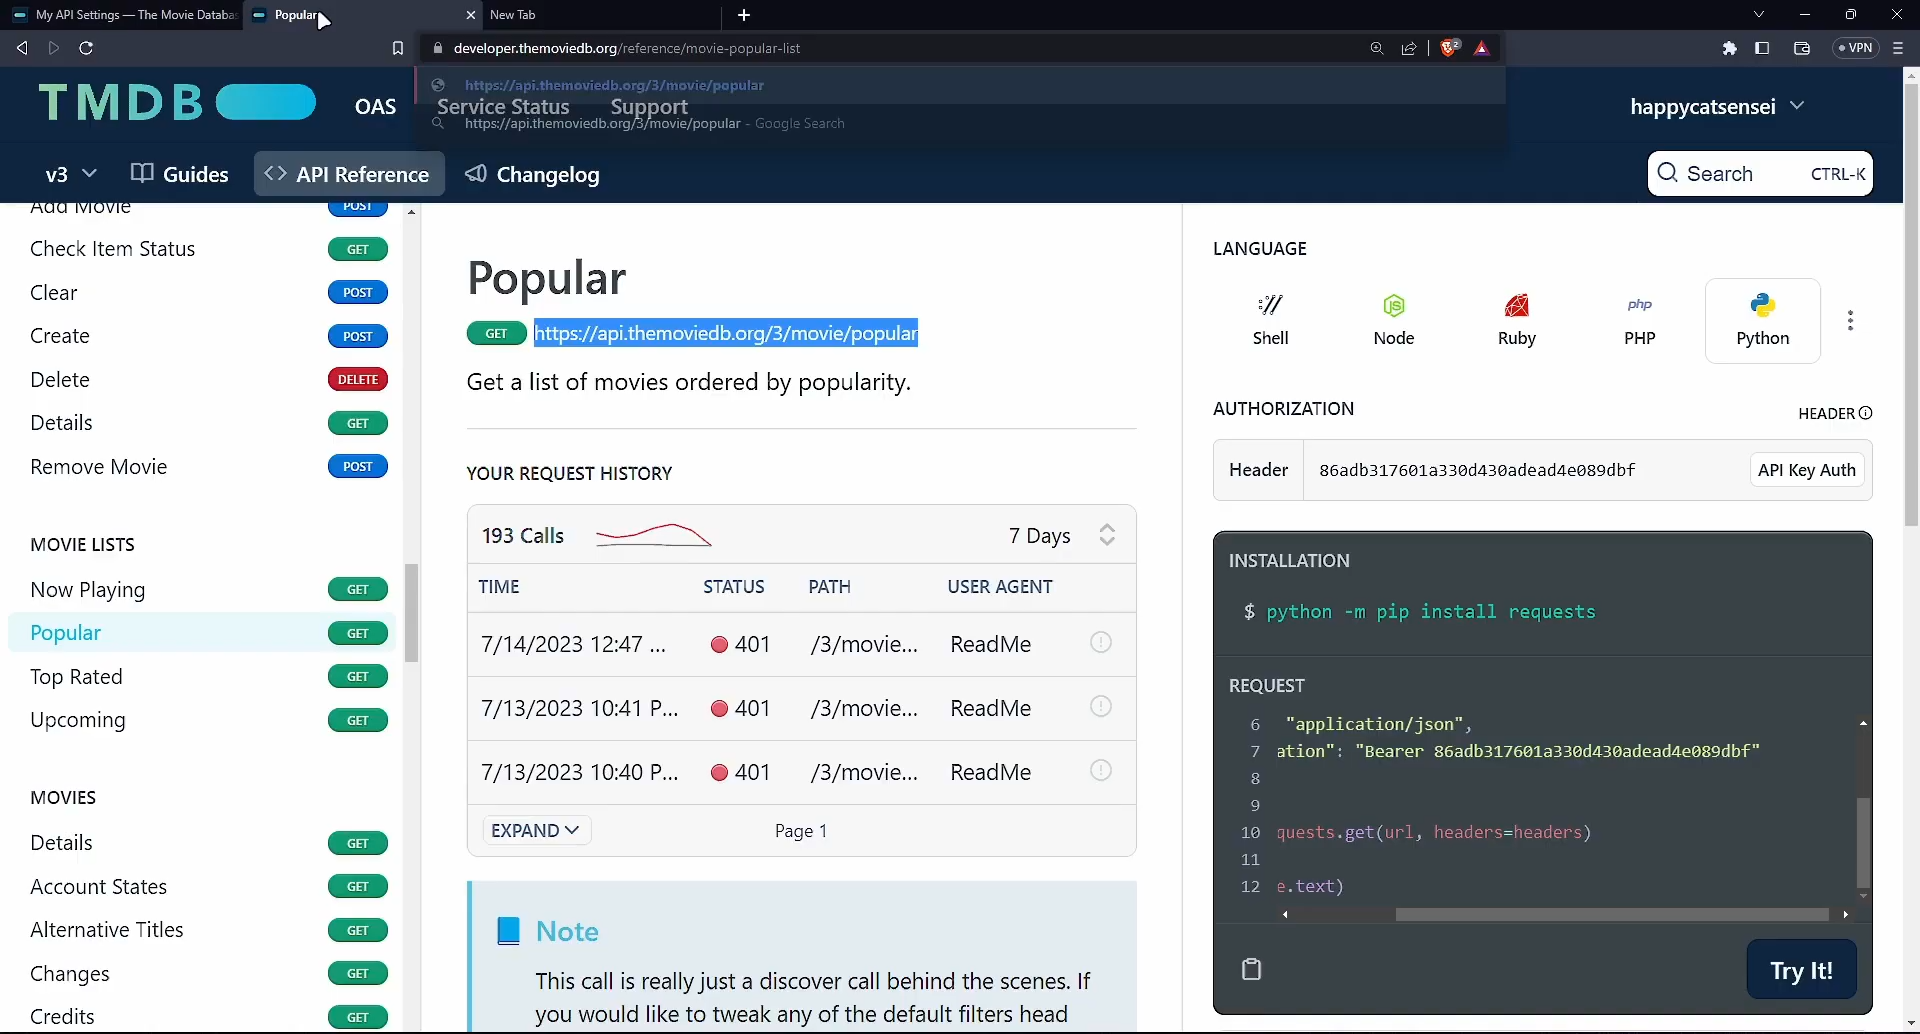 My API Settings — The Movie Databas
Popular
New Tab
developer.themoviedb.org/reference/movie-popular-list
VPN
https://api.themoviedb.org/3/movie/popular
https://api.themoviedb.org/3/movie/popular - Google Search
TMDB
OAS
Service Status
Support
happycatsensei
v3
Guides
<> API Reference
Changelog
Search
CTRL-K
Add Movie POST
Check Item Status GET
Clear POST
Create POST
Delete DELETE
Details GET
Remove Movie POST
MOVIE LISTS
Now Playing GET
Popular GET
Top Rated GET
Upcoming GET
MOVIES
Details GET
Account States GET
Alternative Titles GET
Changes GET
Credits GET
Popular
GET https://api.themoviedb.org/3/movie/popular
Get a list of movies ordered by popularity.
YOUR REQUEST HISTORY
193 Calls 7 Days
TIME STATUS PATH USER AGENT
7/14/2023 12:47 ... 401 /3/movie... ReadMe
7/13/2023 10:41 P... 401 /3/movie... ReadMe
7/13/2023 10:40 P... 401 /3/movie... ReadMe
EXPAND Page 1
Note
This call is really just a discover call behind the scenes. If
you would like to tweak any of the default filters head
LANGUAGE
Shell
JS
Node
Ruby
php
PHP
Python
AUTHORIZATION
HEADER
Header 86adb317601a330d430adead4e089dbf API Key Auth
INSTALLATION
$ python -m pip install requests
REQUEST
6 "application/json",
7 ation": "Bearer 86adb317601a330d430adead4e089dbf"
8
9
10 quests.get(url, headers=headers)
11
12 e.text)
Try It!